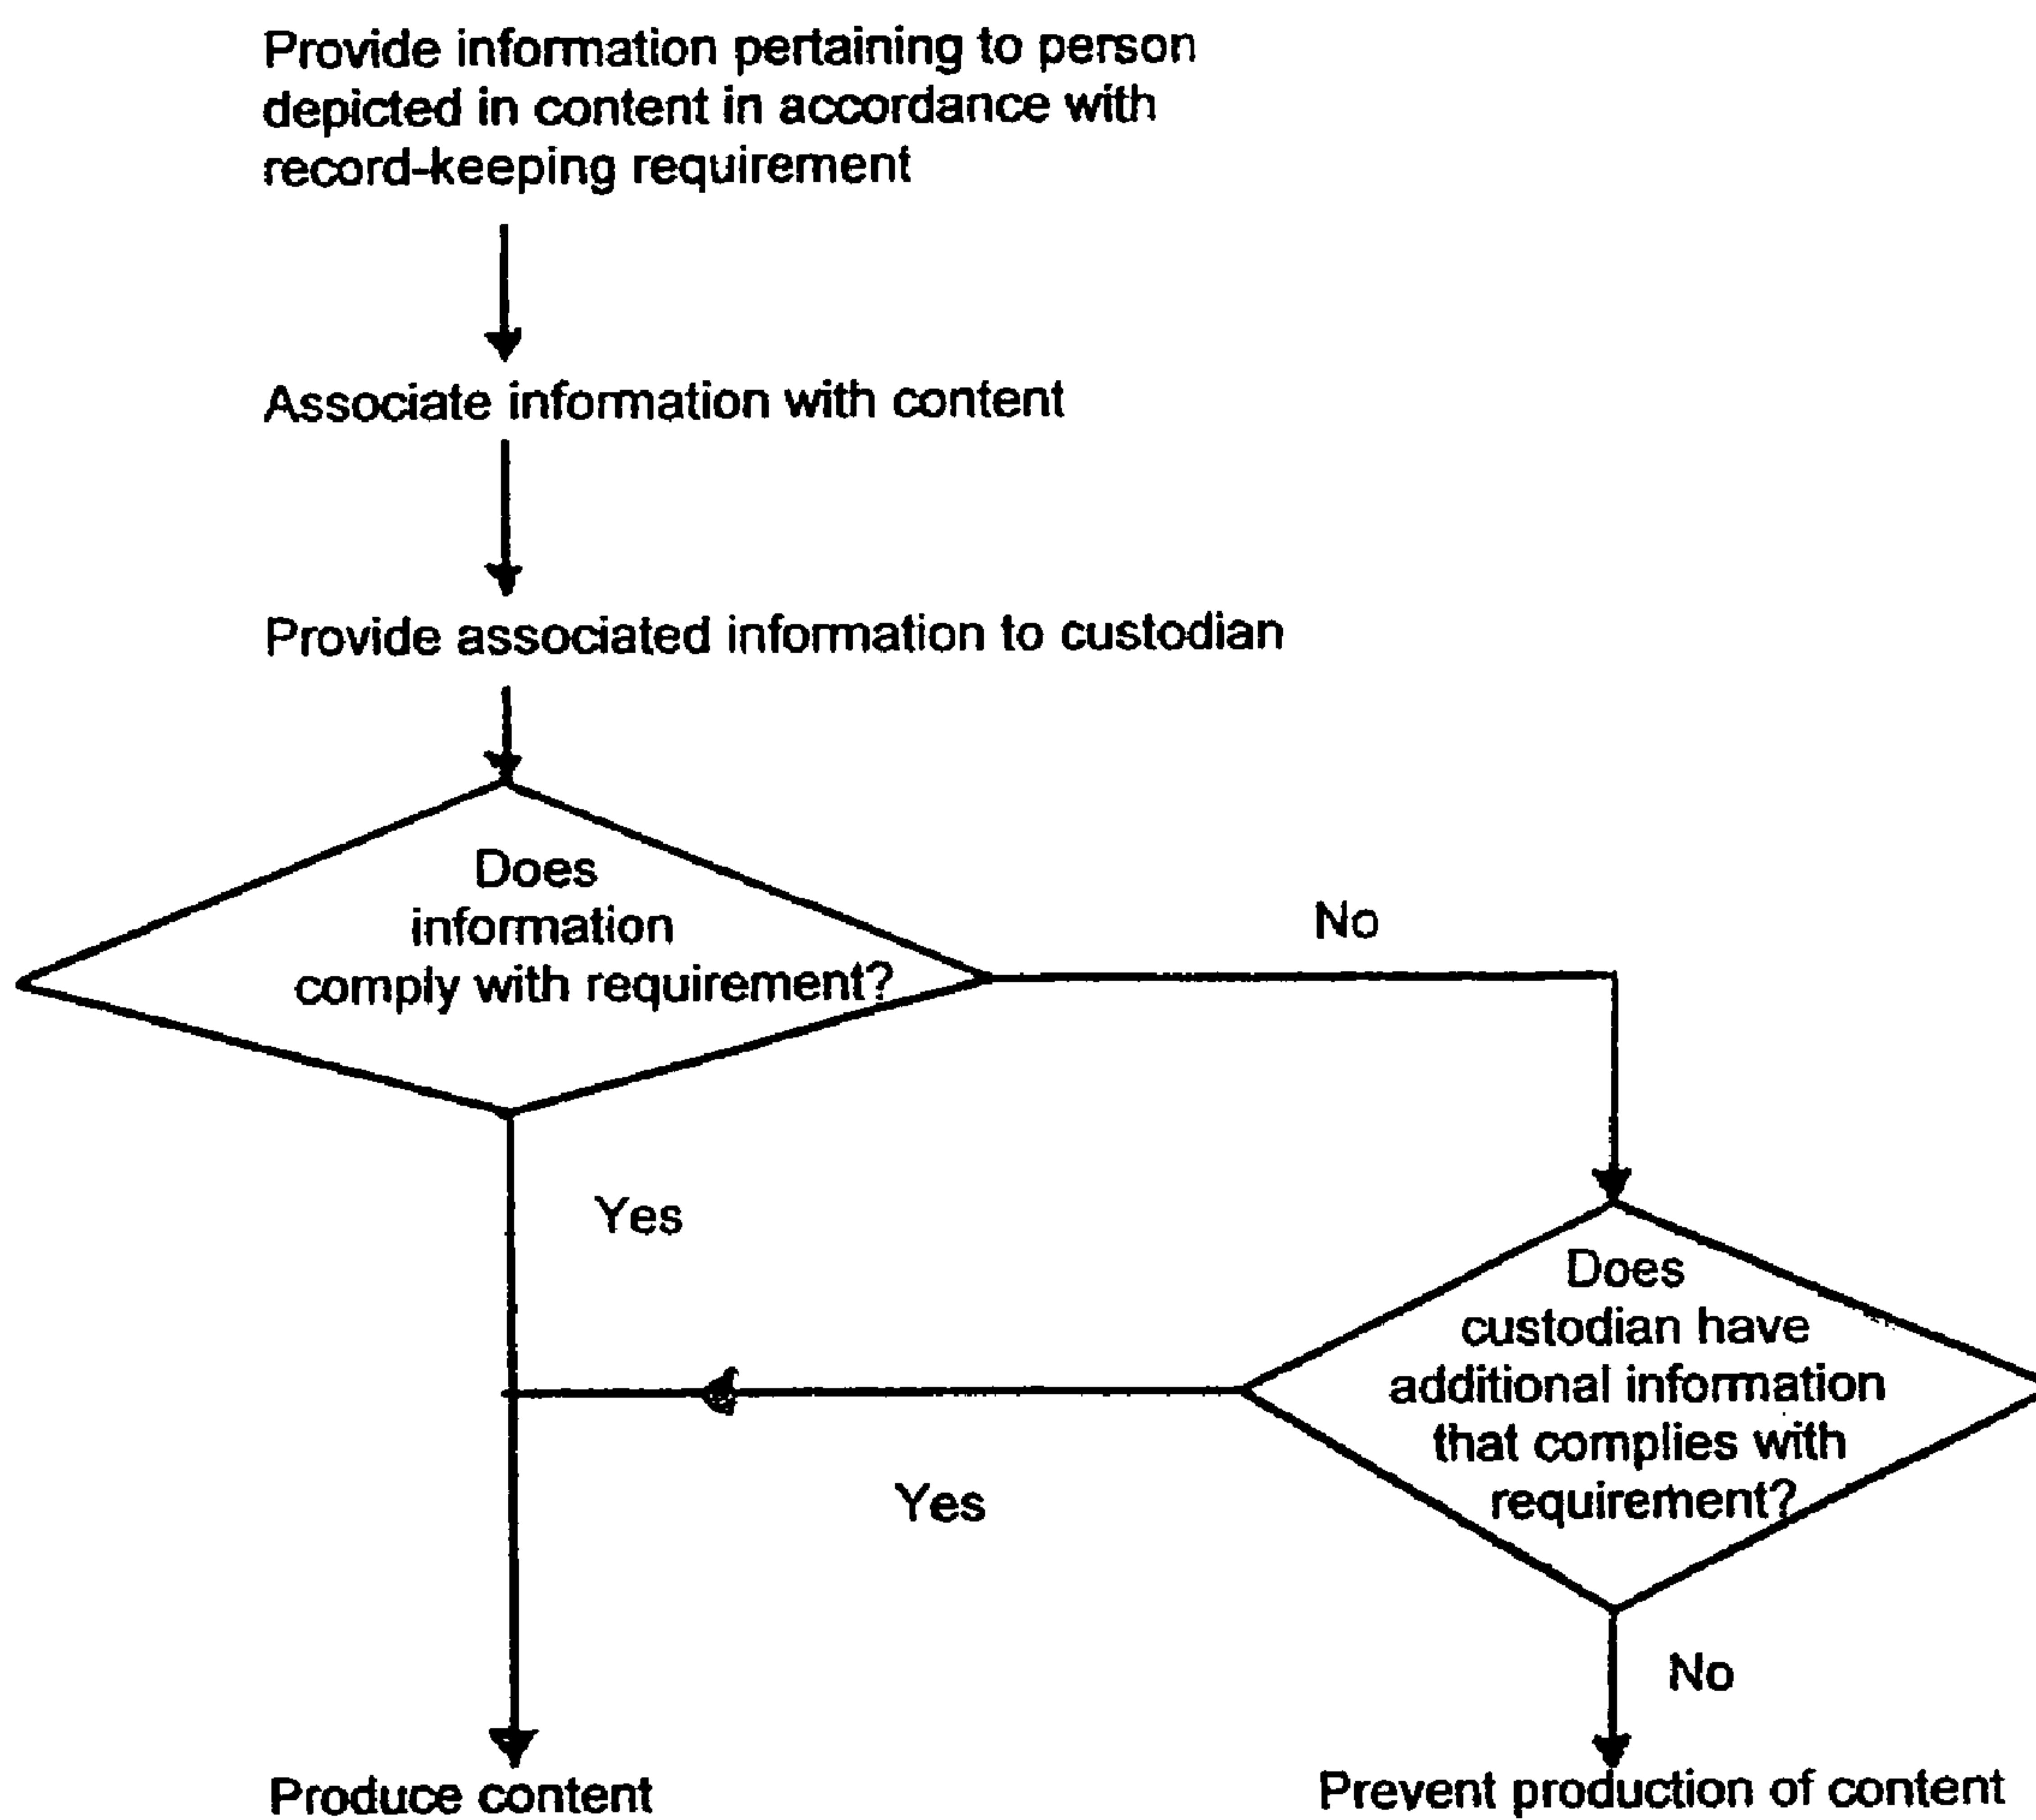 Provide information pertaining to person
depicted in content in accordance with
record-keeping requirement
Associate information with content
Provide associated information to custodian
Does
information
comply with requirement?
No
Yes
Does
custodian have
additional information
that complies with
requirement?
Yes
No
Produce content
Prevent production of content